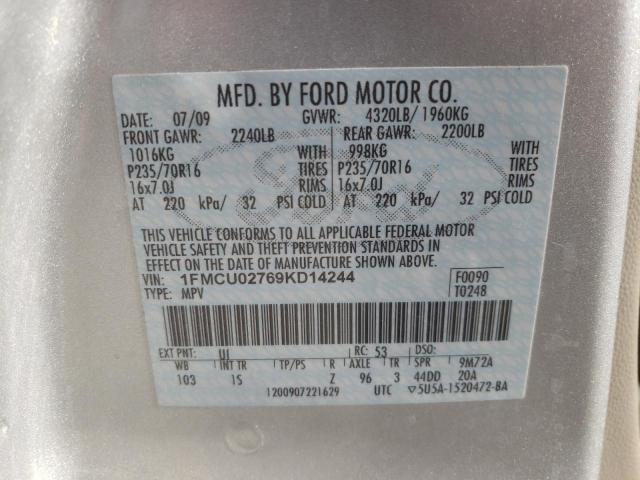 MFD. BY FORD MOTOR CO.
DATE: 07/09 GVWR: 4320LB/ 1960KG
FRONT GAWR: 2240LB REAR GAWR: 2200LB
1016KG WITH 998KG WITH
P235/70R16 TIRES P235/70R16 TIRES
16x7.0J RIMS 16x7.0J RIMS
AT 220 kPa/ 32 PSI COLD AT 220 kPa/ 32 PSI COLD
THIS VEHICLE CONFORMS TO ALL APPLICABLE FEDERAL MOTOR
VEHICLE SAFETY AND THEFT PREVENTION STANDARDS IN
EFFECT ON THE DATE OF MANUFACTURE SHOWN ABOVE.
VIN: 1FMCU02769KD14244 F0090
TYPE: MPV T0248
EXT PNT: UI RC: 53 DSO:
WB INT TR TP/PS R AXLE TR SPR 9M72A
103 IS Z 96 3 44DD 20A
1200907221629 UTC ▽5U5A-1520472-BA